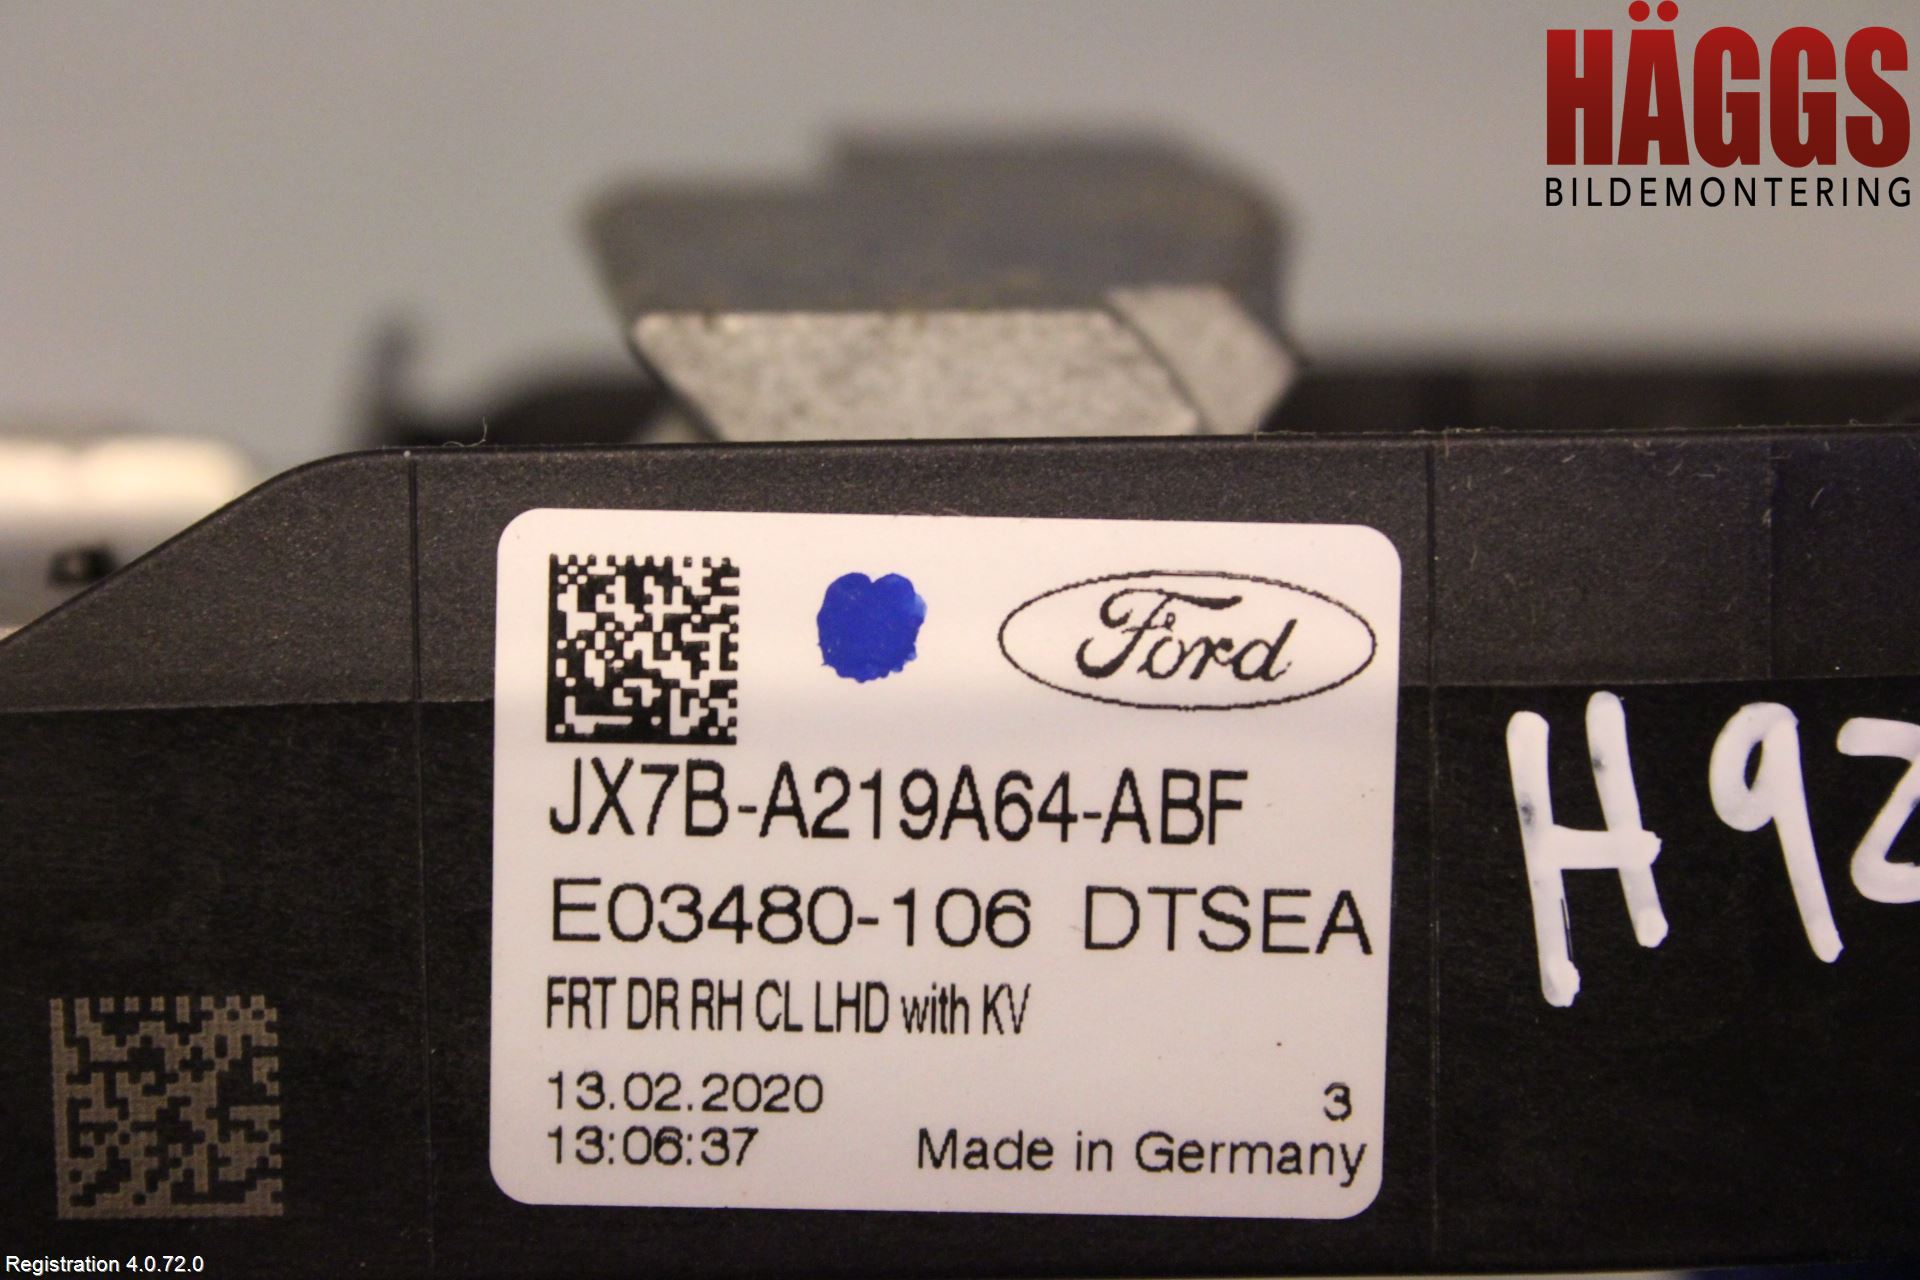 HÄGGS
BILDEMONTERING
Ford
JX7B-A219A64-ABF
E03480-106 DTSEA
FRT DR RH CL LHD with KV
13.02.2020
3
13:06:37
Made in Germany
Registration 4.0.72.0